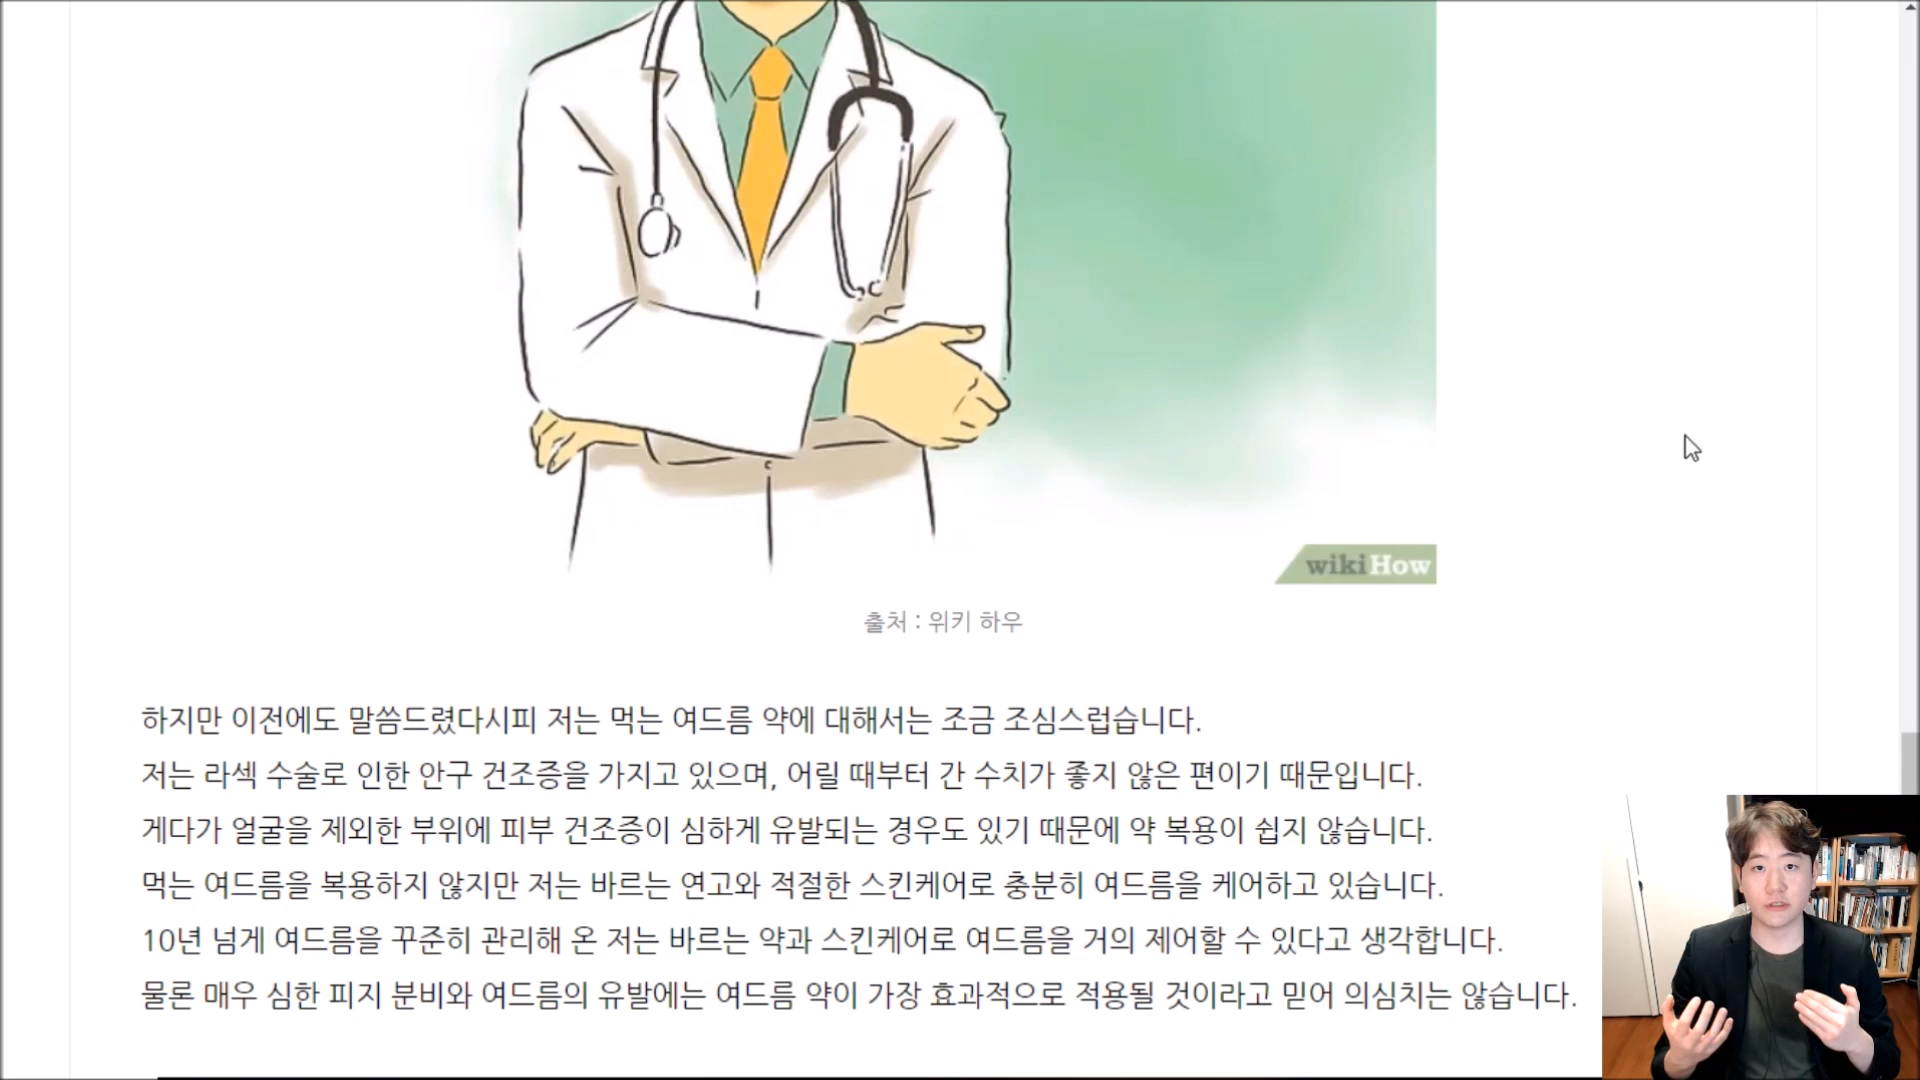 wikiHow
출처 : 위키 하우
하지만 이전에도 말씀드렸다시피 저는 먹는 여드름 약에 대해서는 조금 조심스럽습니다.
저는 라섹 수술로 인한 안구 건조증을 가지고 있으며, 어릴 때부터 간 수치가 좋지 않은 편이기 때문입니다.
게다가 얼굴을 제외한 부위에 피부 건조증이 심하게 유발되는 경우도 있기 때문에 약 복용이 쉽지 않습니다.
먹는 여드름을 복용하지 않지만 저는 바르는 연고와 적절한 스킨케어로 충분히 여드름을 케어하고 있습니다.
10년 넘게 여드름을 꾸준히 관리해 온 저는 바르는 약과 스킨케어로 여드름을 거의 제어할 수 있다고 생각합니다.
물론 매우 심한 피지 분비와 여드름의 유발에는 여드름 약이 가장 효과적으로 적용될 것이라고 믿어 의심치는 않습니다.